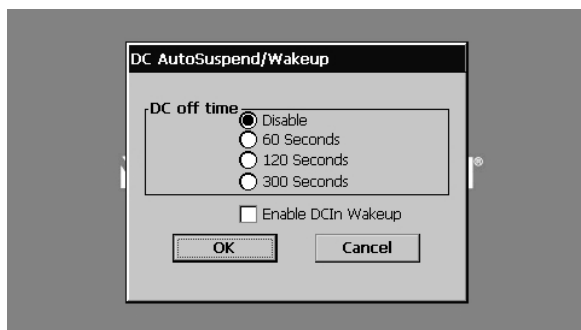 DC AutoSuspend/Wakeup
DC off time
Disable
60 Seconds
120 Seconds
300 Seconds
®
Enable DCIn Wakeup
OK
Cancel